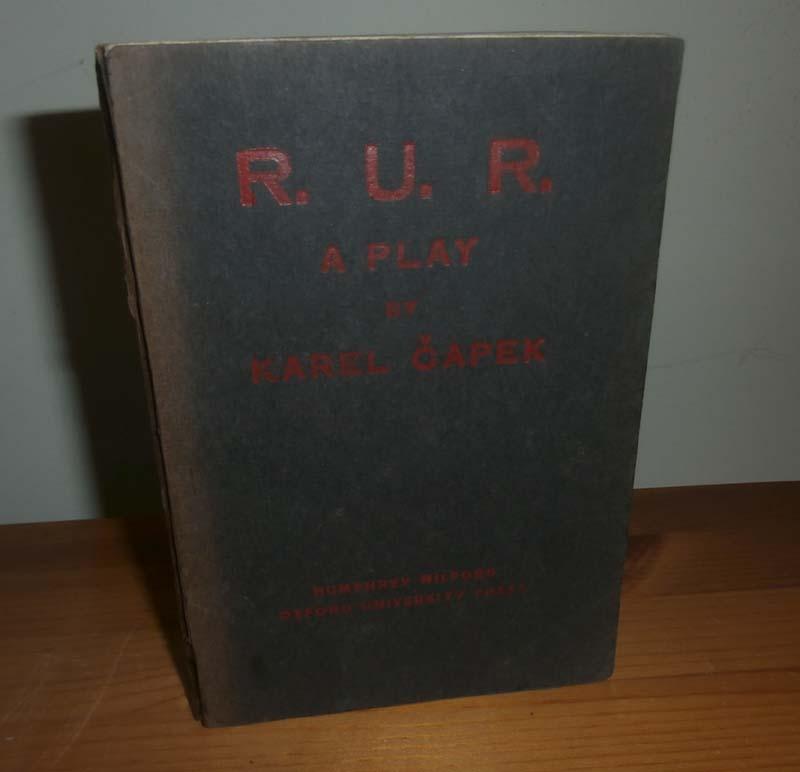 R. U. R.
A PLAY
BY
KAREL ČAPEK
HUMPHREY MILFORD
OXFORD UNIVERSITY PRESS